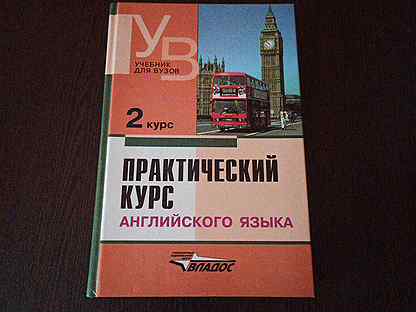 УВ
УЧЕБНИК
ДЛЯ ВУЗОВ
2 курс
ПРАКТИЧЕСКИЙ
КУРС
АНГЛИЙСКОГО ЯЗЫКА
ВЛАДОС